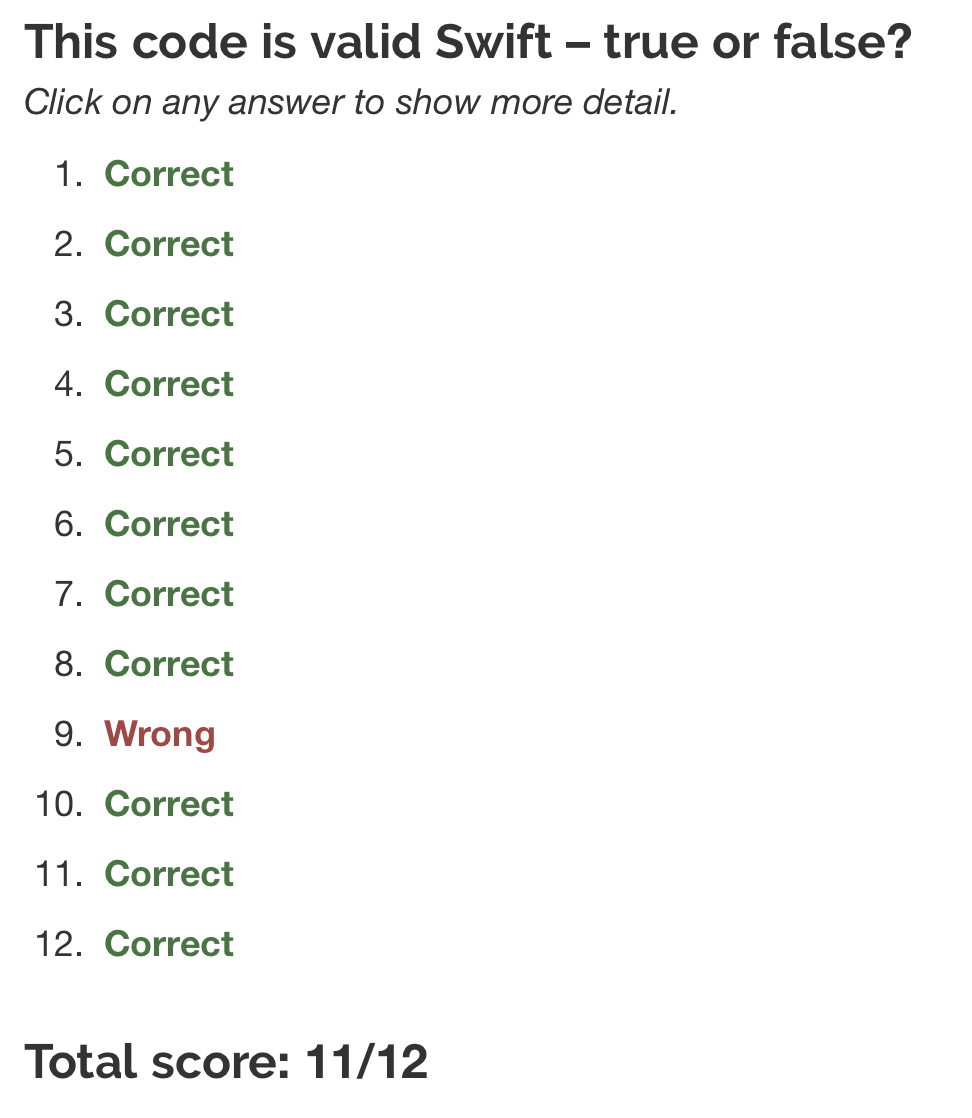 This code is valid Swift – true or false?
Click on any answer to show more detail.
1. Correct
2. Correct
3. Correct
4. Correct
5. Correct
6. Correct
7. Correct
8. Correct
9. Wrong
10. Correct
11. Correct
12. Correct
Total score: 11/12